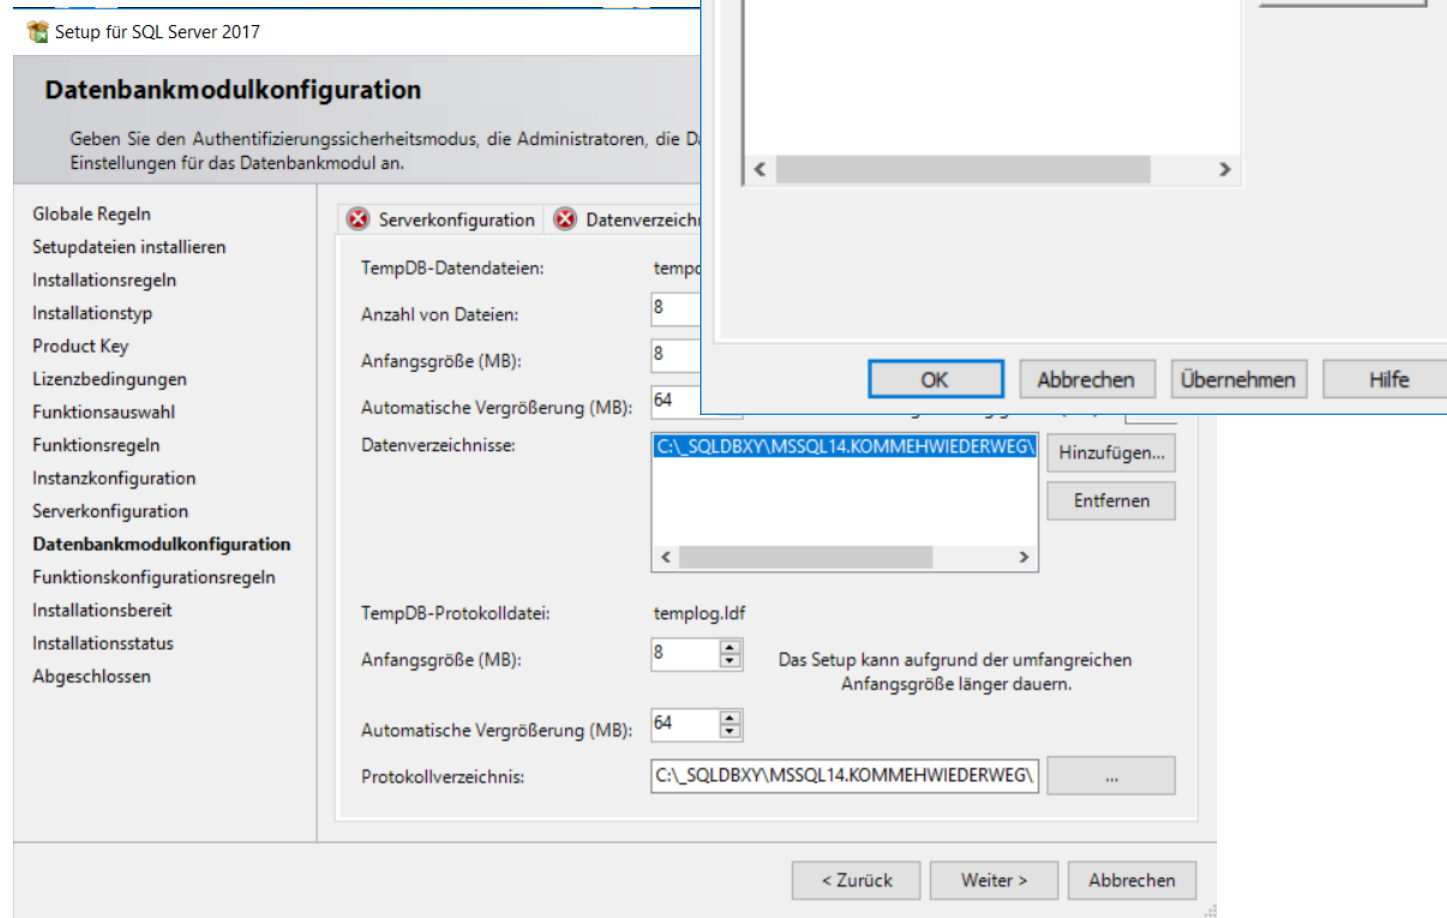 Setup für SQL Server 2017
Datenbankmodulkonfiguration
Geben Sie den Authentifizierungssicherheitsmodus, die Administratoren, die
Einstellungen für das Datenbankmodul an.
Globale Regeln
Setupdateien installieren
Installationsregeln
Installationstyp
Product Key
Lizenzbedingungen
Funktionsauswahl
Funktionsregeln
Instanzkonfiguration
Serverkonfiguration
Datenbankmodulkonfiguration
Funktionskonfigurationsregeln
Installationsbereit
Installationsstatus
Abgeschlossen
Serverkonfiguration
TempDB-Datendateien:
Anzahl von Dateien: 8
Anfangsgröße (MB): 8
Automatische Vergrößerung (MB): 64
Datenverzeichnisse: C:\_SQLDBXY\MSSQL14.KOMMEHWIEDERWEG\
Hinzufügen...
Entfernen
TempDB-Protokolldatei: templog.ldf
Anfangsgröße (MB): 8
Das Setup kann aufgrund der umfangreichen
Anfangsgröße länger dauern.
Automatische Vergrößerung (MB): 64
Protokollverzeichnis: C:\_SQLDBXY\MSSQL14.KOMMEHWIEDERWEG\ ...
< Zurück Weiter > Abbrechen
OK Abbrechen Übernehmen Hilfe